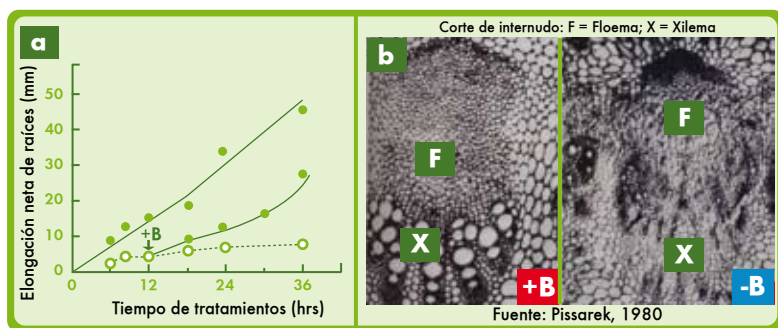 a
Elongación neta de raíces (mm)
50
40
30
20
10
0
+B
0
12
24
36
Tiempo de tratamientos (hrs)
Corte de internudo: F = Floema; X = Xilema
b
F
X
+B
F
X
-B
Fuente: Pissarek, 1980